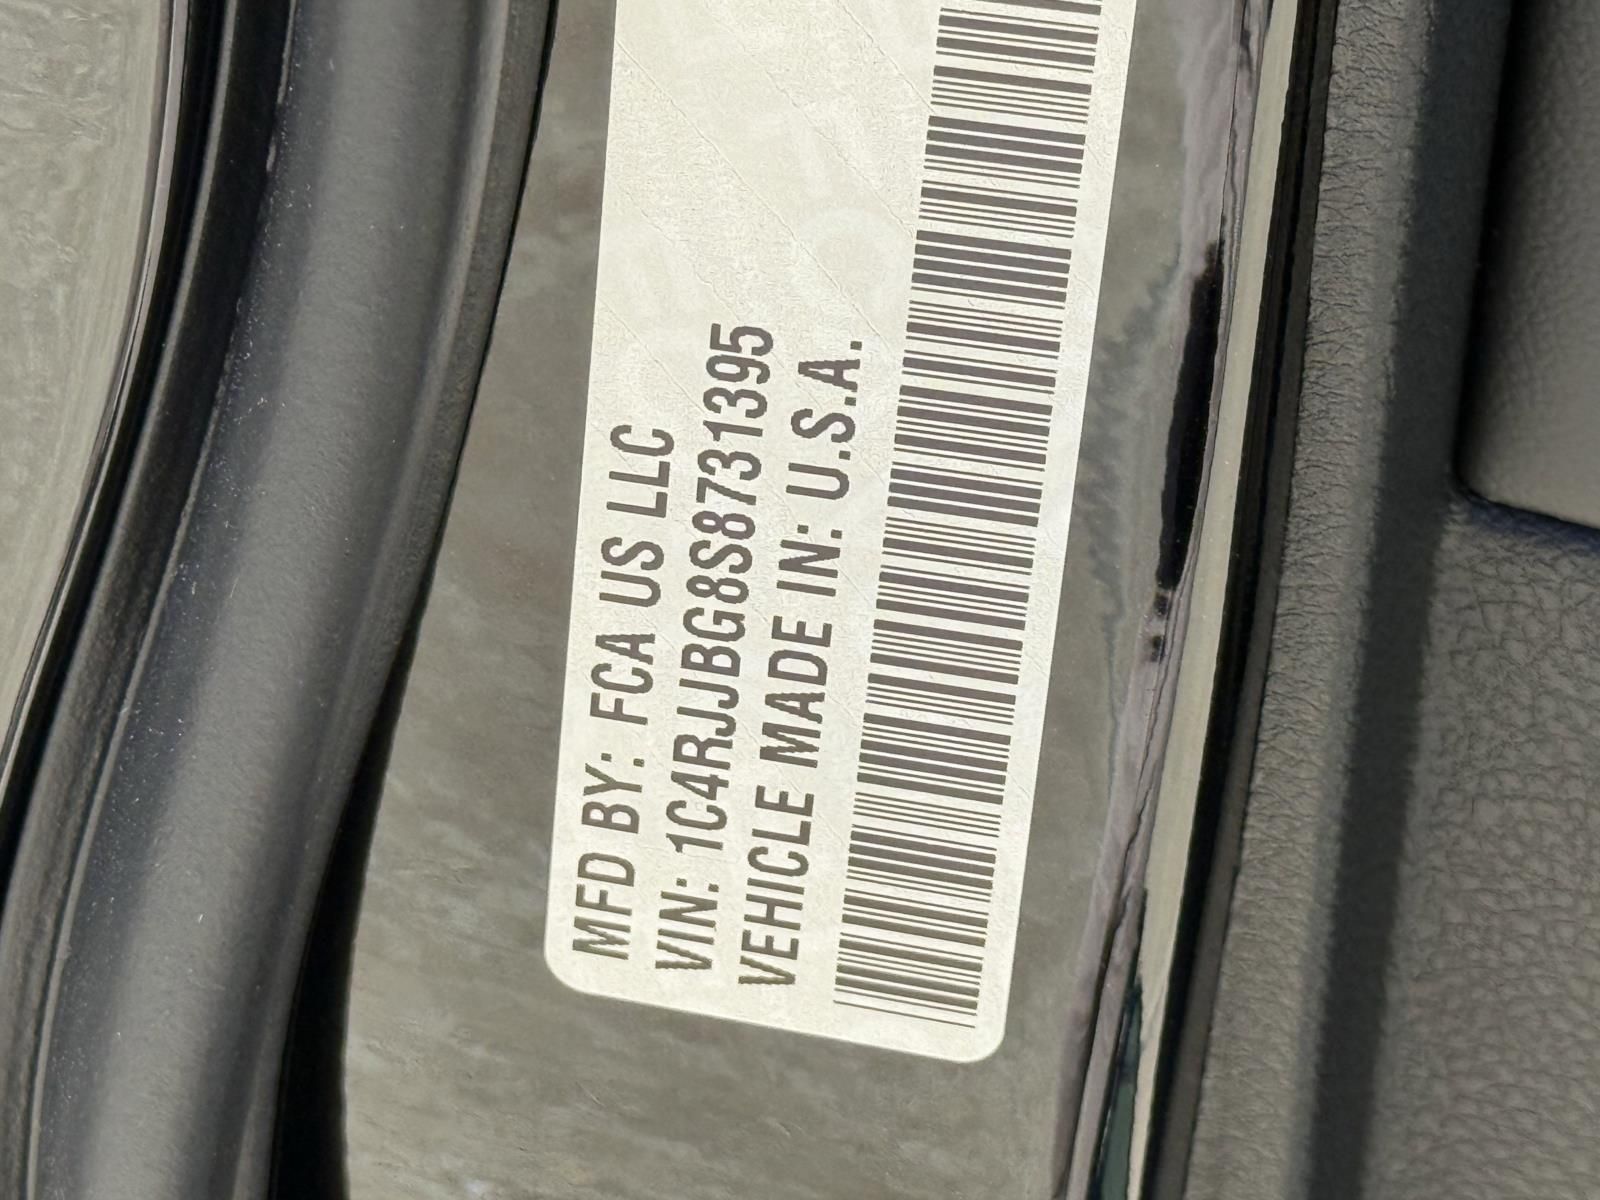 MFD BY: FCA US LLC
VIN: 1C4RJJBG8S8731395
VEHICLE MADE IN: U.S.A.